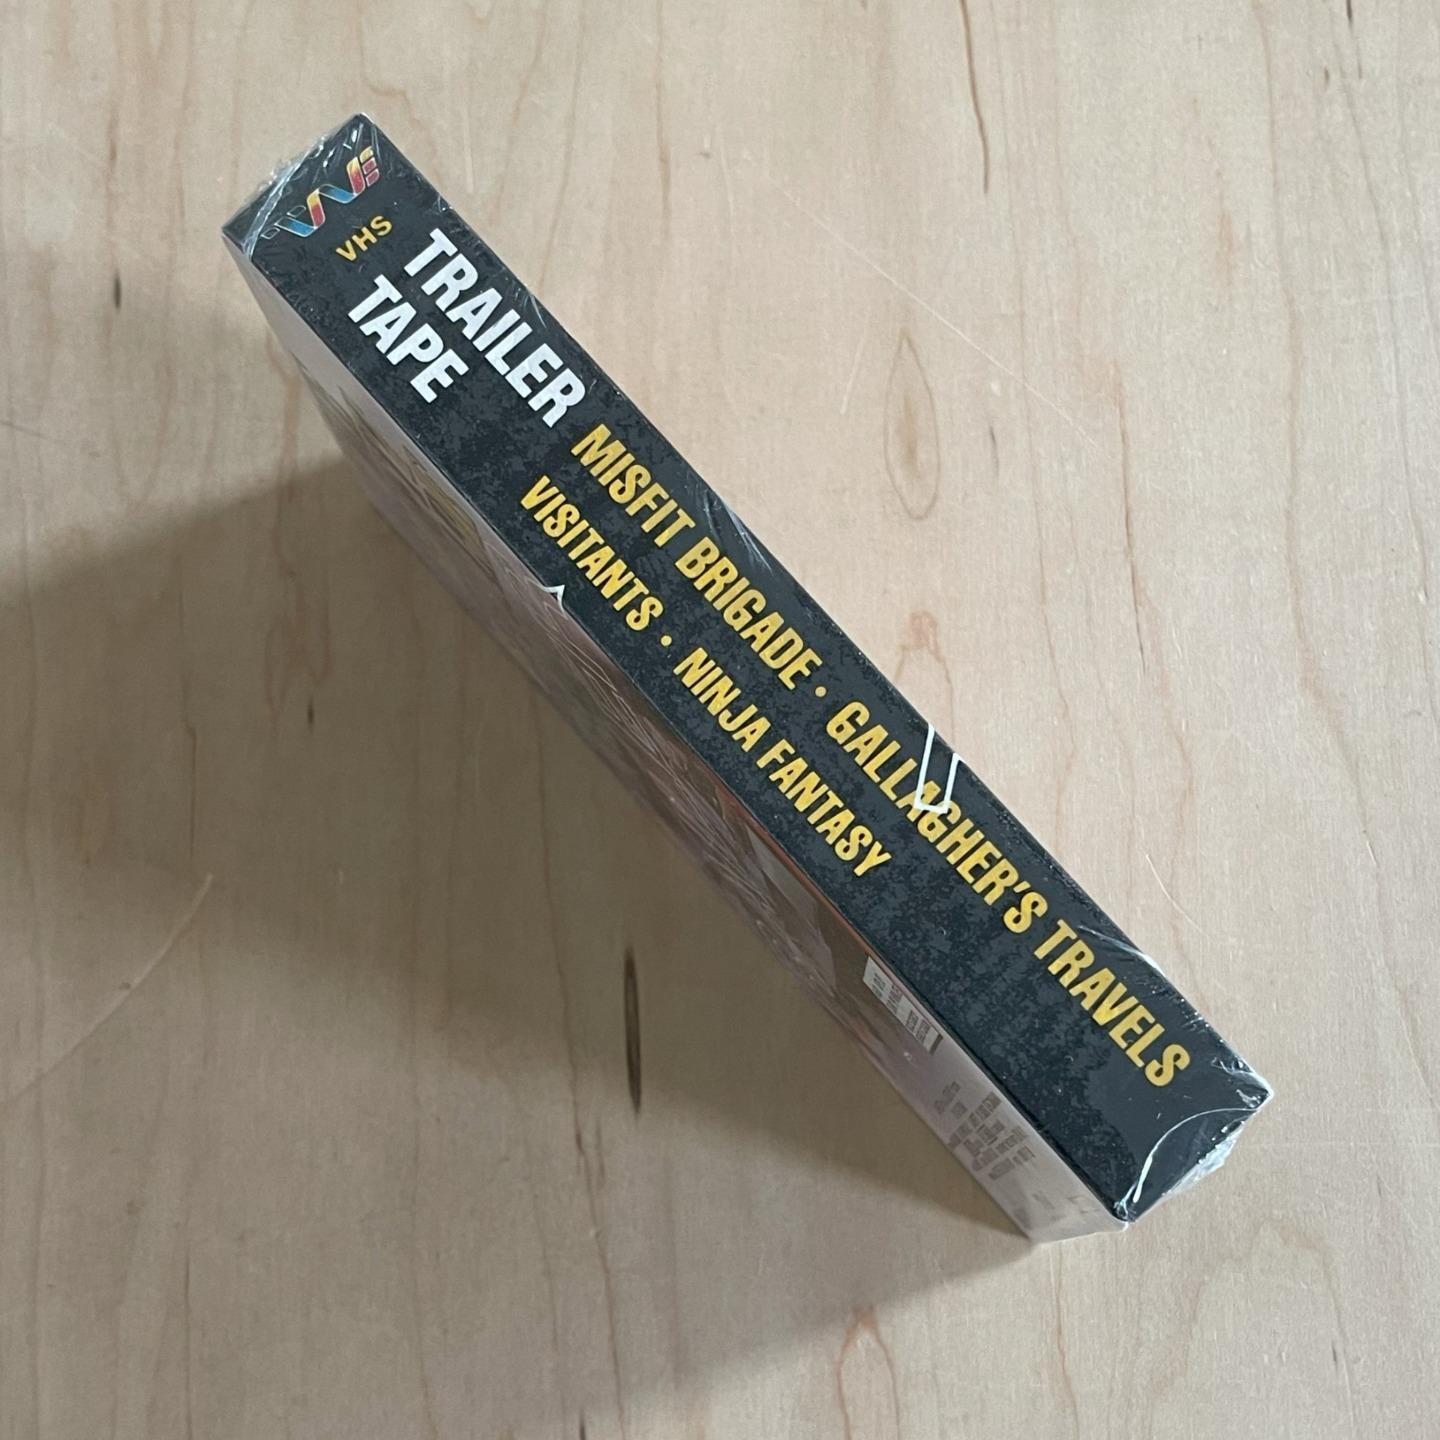 VHS
TRAILER
TAPE
MISFIT BRIGADE · GALLAGHER'S TRAVELS
VISITANTS · NINJA FANTASY